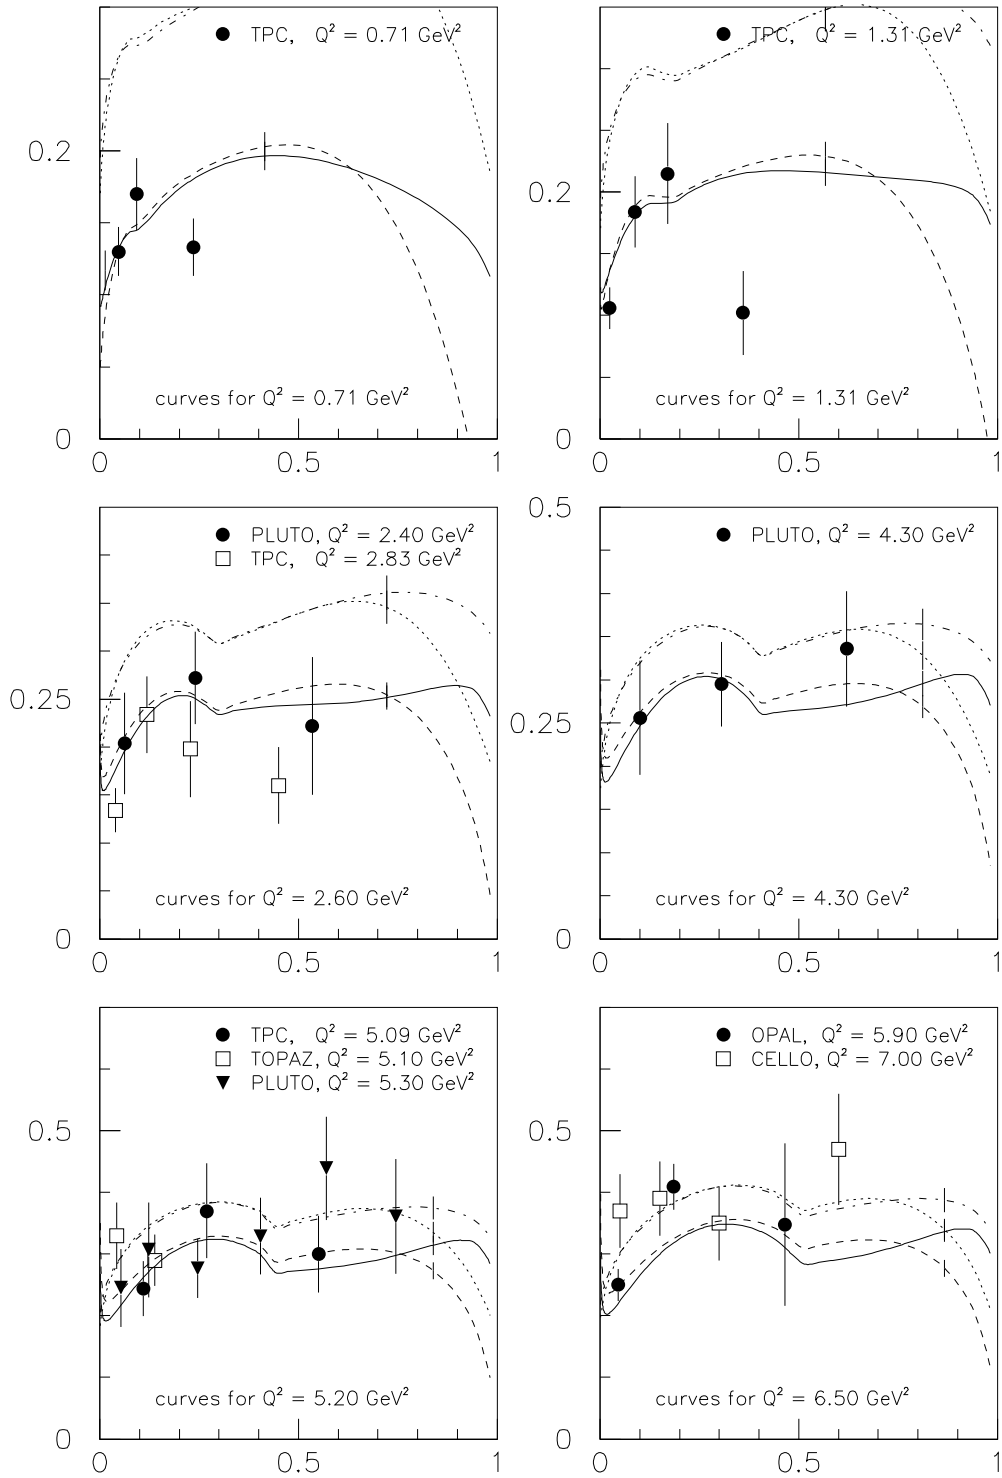 TPC, Q² = 0.71 GeV²
0.2
curves for Q² = 0.71 GeV²
0
0 0.5 1
TPC, Q² = 1.31 GeV²
0.2
curves for Q² = 1.31 GeV²
0
0 0.5 1
PLUTO, Q² = 2.40 GeV²
TPC, Q² = 2.83 GeV²
0.25
curves for Q² = 2.60 GeV²
0
0 0.5 1
0.5
PLUTO, Q² = 4.30 GeV²
0.25
curves for Q² = 4.30 GeV²
0
0 0.5 1
TPC, Q² = 5.09 GeV²
TOPAZ, Q² = 5.10 GeV²
PLUTO, Q² = 5.30 GeV²
0.5
curves for Q² = 5.20 GeV²
0
0 0.5 1
OPAL, Q² = 5.90 GeV²
CELLO, Q² = 7.00 GeV²
0.5
curves for Q² = 6.50 GeV²
0
0 0.5 1